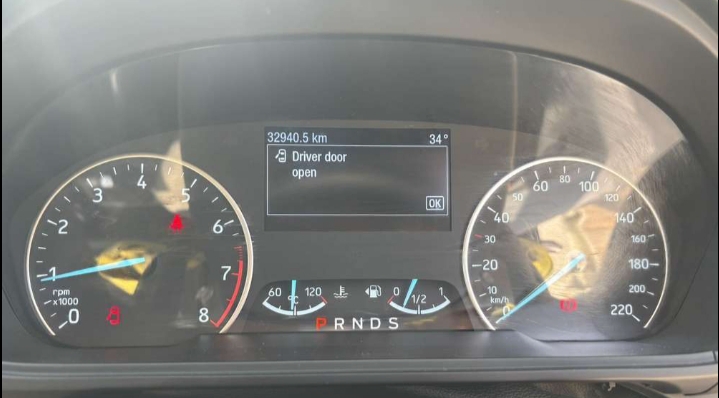 32940.5 km 34°
Driver door
open
OK
0 1 2 3 4 5 6 7 8
rpm
x1000
60 °C 120
0 1/2 1
P R N D S
0 10 20 30 40 50 60 80 100 120 140 160 180 200 220
km/h